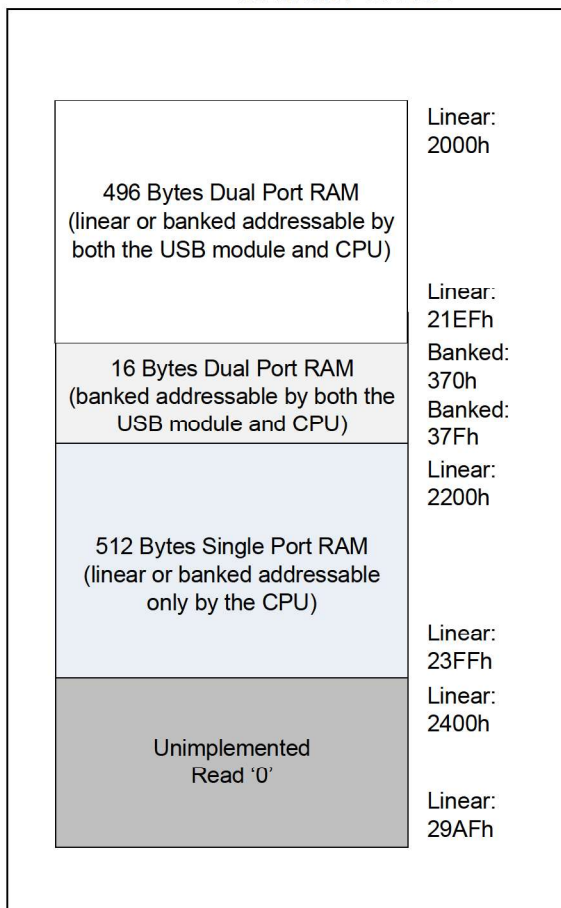 Linear:
2000h
496 Bytes Dual Port RAM
(linear or banked addressable by
both the USB module and CPU)
Linear:
21EFh
Banked:
370h
16 Bytes Dual Port RAM
(banked addressable by both the
USB module and CPU)
Banked:
37Fh
Linear:
2200h
512 Bytes Single Port RAM
(linear or banked addressable
only by the CPU)
Linear:
23FFh
Linear:
2400h
Unimplemented
Read ‘0’
Linear:
29AFh